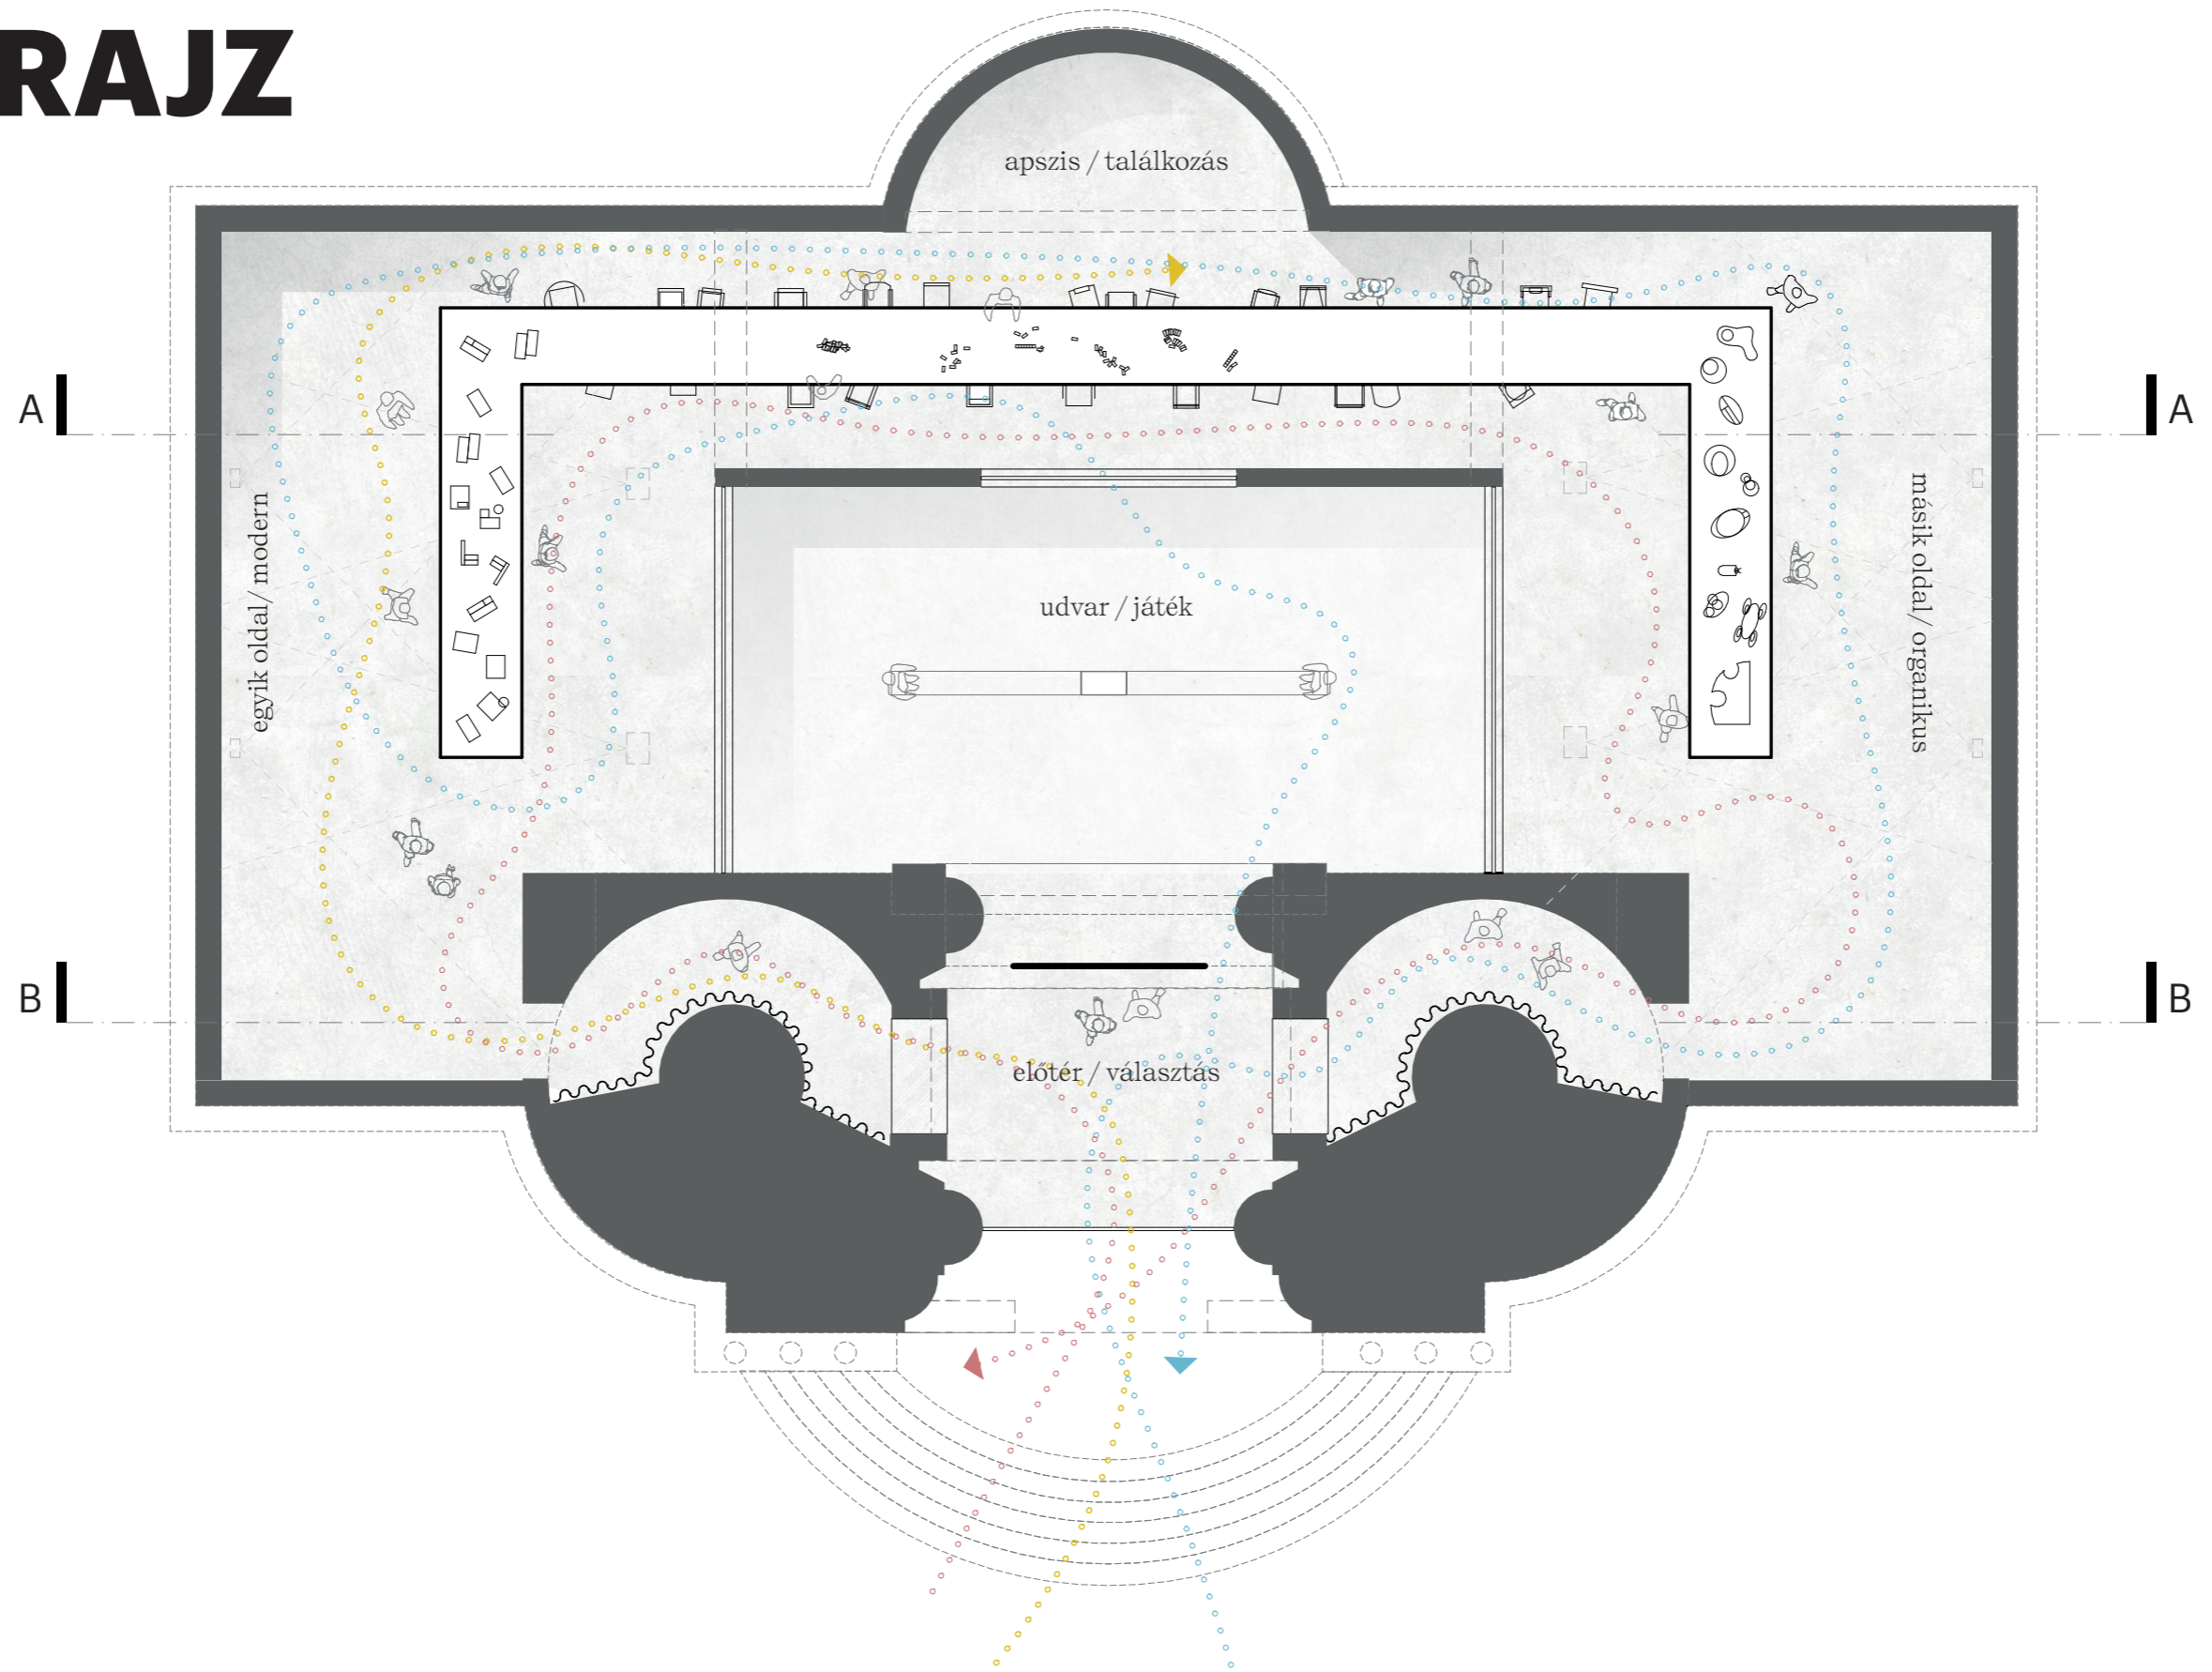 RAJZ
apszis / találkozás
A
A
egyik oldal/ modern
másik oldal/ organikus
udvar / játék
B
B
előtér / választás